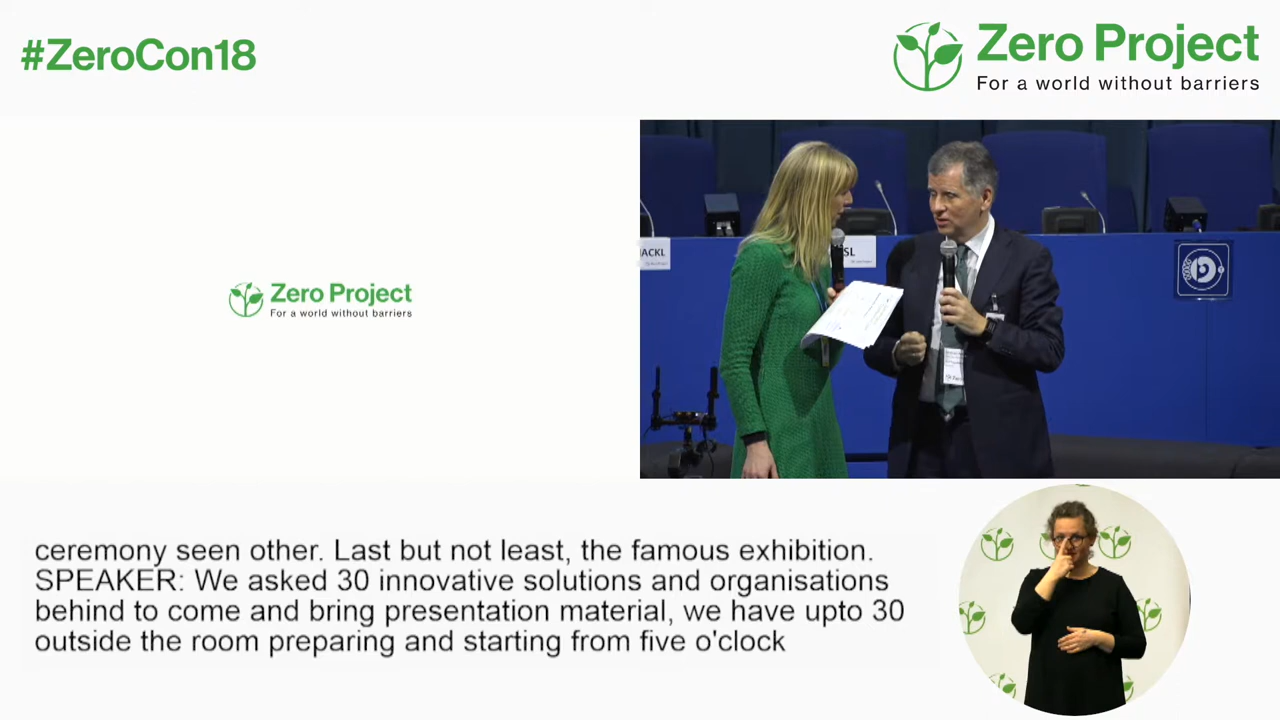 #ZeroCon18
Zero Project
For a world without barriers
Zero Project
For a world without barriers
ACKL
SL
ceremony seen other. Last but not least, the famous exhibition.
SPEAKER: We asked 30 innovative solutions and organisations
behind to come and bring presentation material, we have upto 30
outside the room preparing and starting from five o'clock